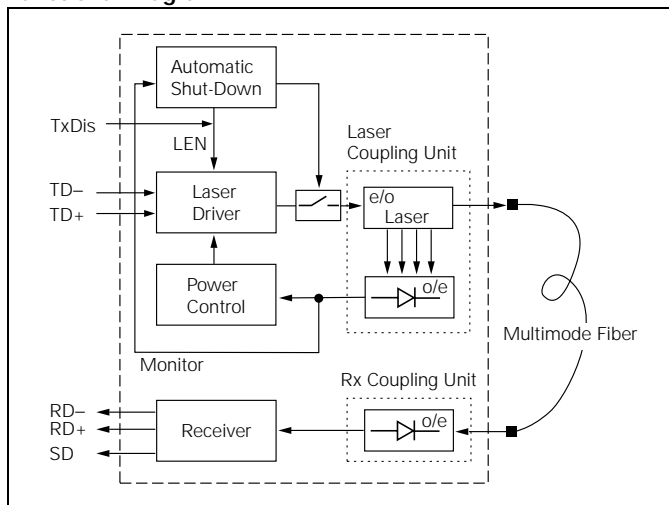 Automatic
Shut-Down
TxDis
LEN
Laser
Coupling Unit
TD–
TD+
Laser
Driver
e/o
Laser
Power
Control
o/e
Multimode Fiber
Monitor
Rx Coupling Unit
RD–
RD+
SD
Receiver
o/e